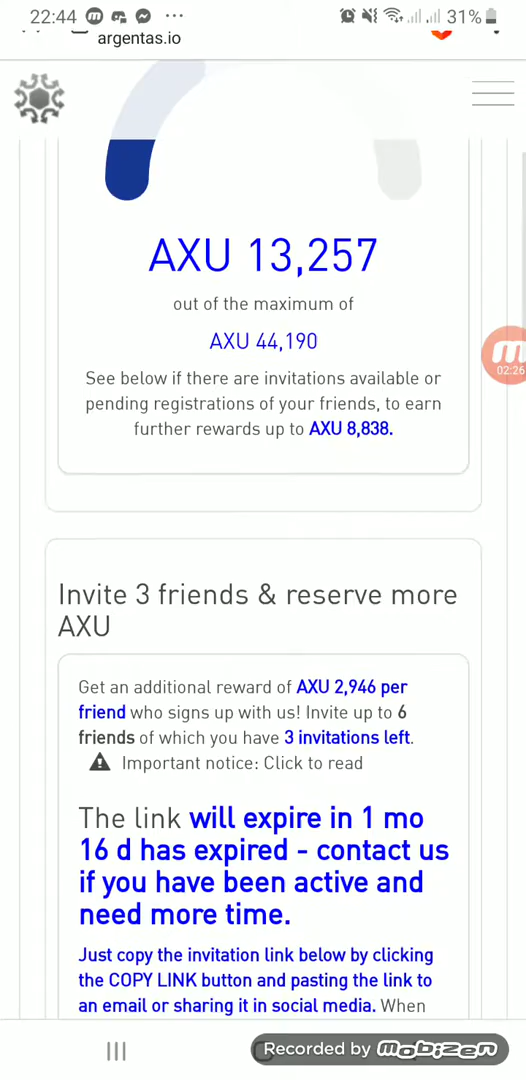 22:44
31%
argentas.io
AXU 13,257
out of the maximum of
AXU 44,190
02:26
See below if there are invitations available or
pending registrations of your friends, to earn
further rewards up to AXU 8,838.
Invite 3 friends & reserve more
AXU
Get an additional reward of AXU 2,946 per
friend who signs up with us! Invite up to 6
friends of which you have 3 invitations left.
Important notice: Click to read
The link will expire in 1 mo
16 d has expired - contact us
if you have been active and
need more time.
Just copy the invitation link below by clicking
the COPY LINK button and pasting the link to
an email or sharing it in social media. When
Recorded by mobizen